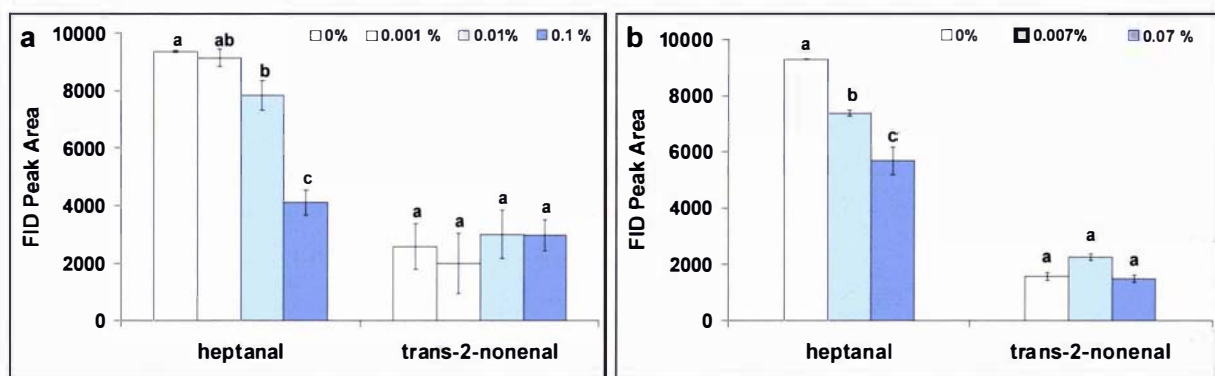 a
0% 0.001 % 0.01% 0.1 %
FID Peak Area
10000
8000
6000
4000
2000
0
a ab b c
a a a a
heptanal trans-2-nonenal
b
0% 0.007% 0.07 %
FID Peak Area
10000
8000
6000
4000
2000
0
a b c
a a a
heptanal trans-2-nonenal